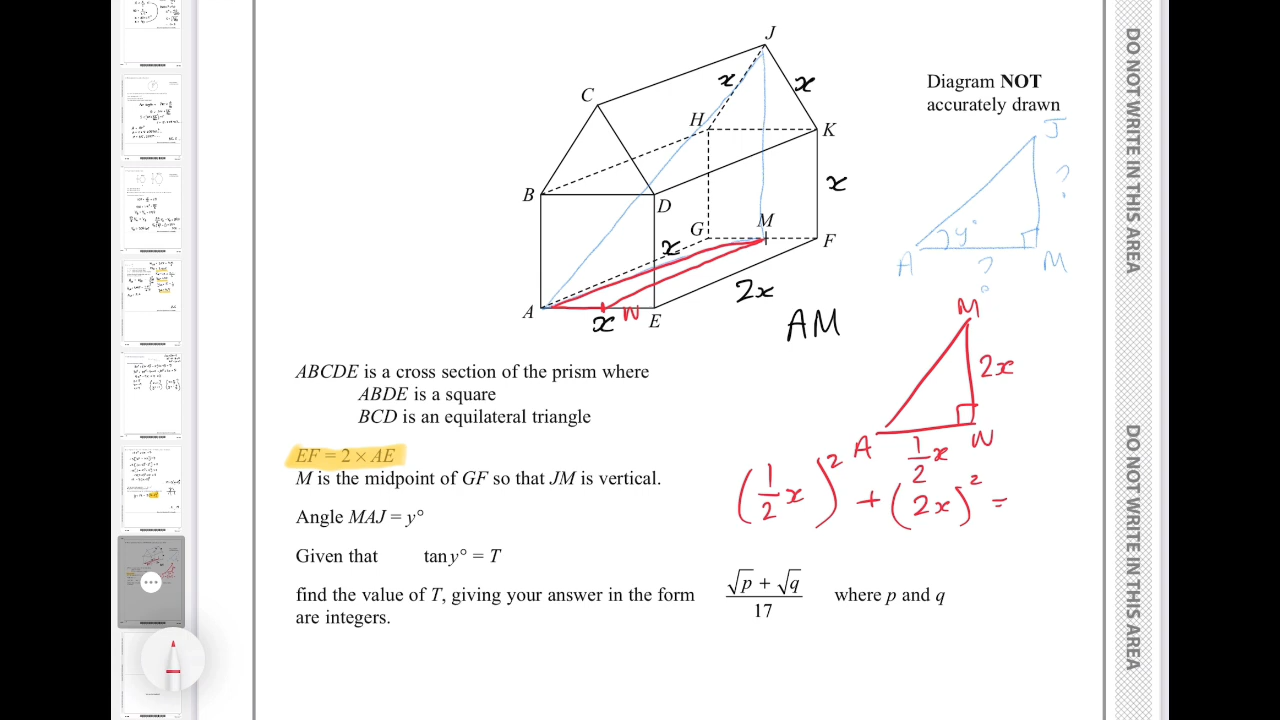 J
x
x
C
H
K
x
B
D
G
M
F
x
2x
A
x
N
E
AM
Diagram NOT
accurately drawn
J
?
y°
A
?
M
M
2x
A
½x
N
(½x)² + (2x)² =
ABCDE is a cross section of the prism where
ABDE is a square
BCD is an equilateral triangle
EF = 2 × AE
M is the midpoint of GF so that JM is vertical.
Angle MAJ = y°
Given that tan y° = T
find the value of T, giving your answer in the form (√p + √q)/17 where p and q
are integers.
DO NOT WRITE IN THIS AREA
DO NOT WRITE IN THIS AREA